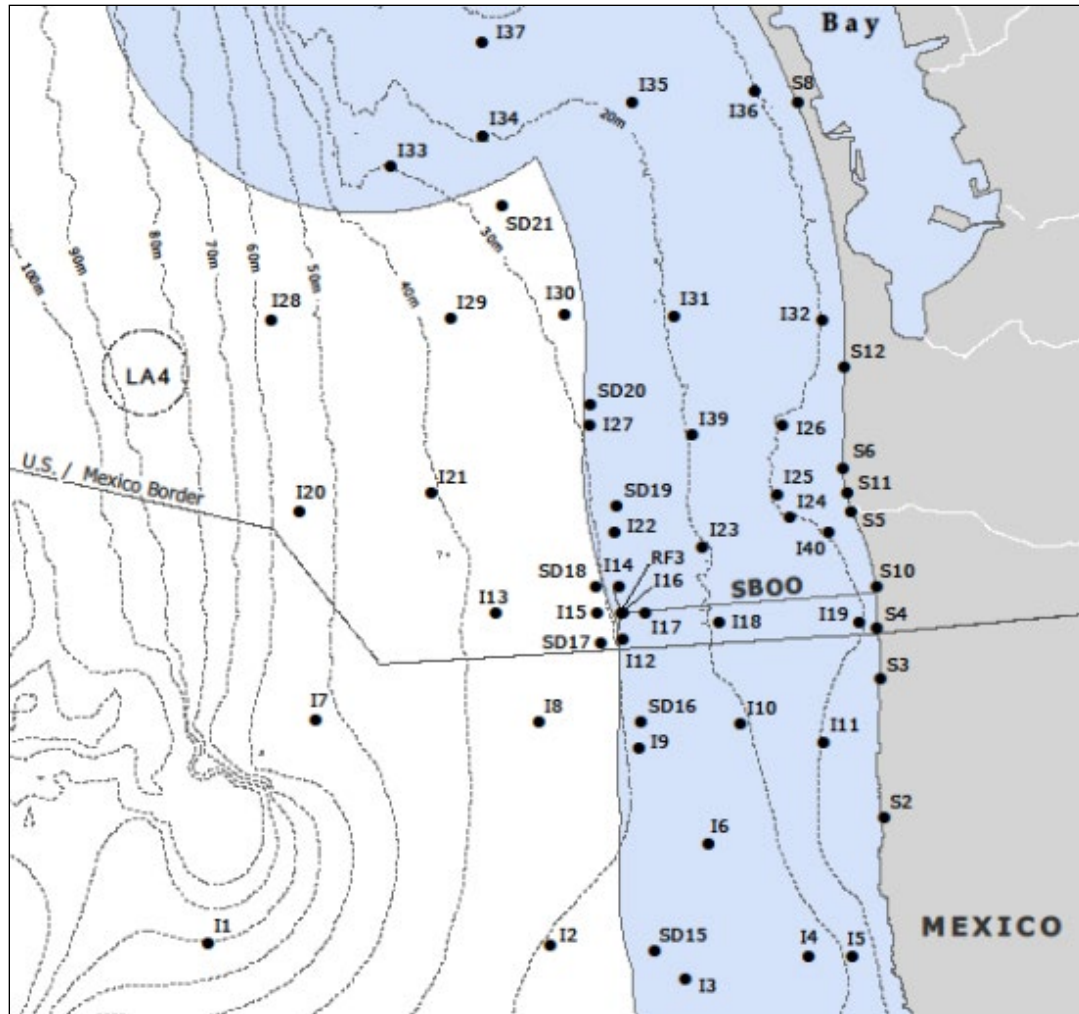 Bay
I37
I35
I36
S8
20m
I34
I33
SD21
30m
100m
90m
80m
70m
60m
50m
40m
I28
I29
I30
I31
I32
LA4
S12
SD20
I27
I39
I26
U.S. / Mexico Border
I20
I21
SD19
I22
I23
I25
I24
I40
S6
S11
S5
SD18
I14
RF3
I16
SBOO
S10
I13
I15
I17
I18
I19
S4
SD17
I12
S3
I7
I8
SD16
I9
I10
I11
S2
I6
MEXICO
I1
I2
SD15
I3
I4
I5